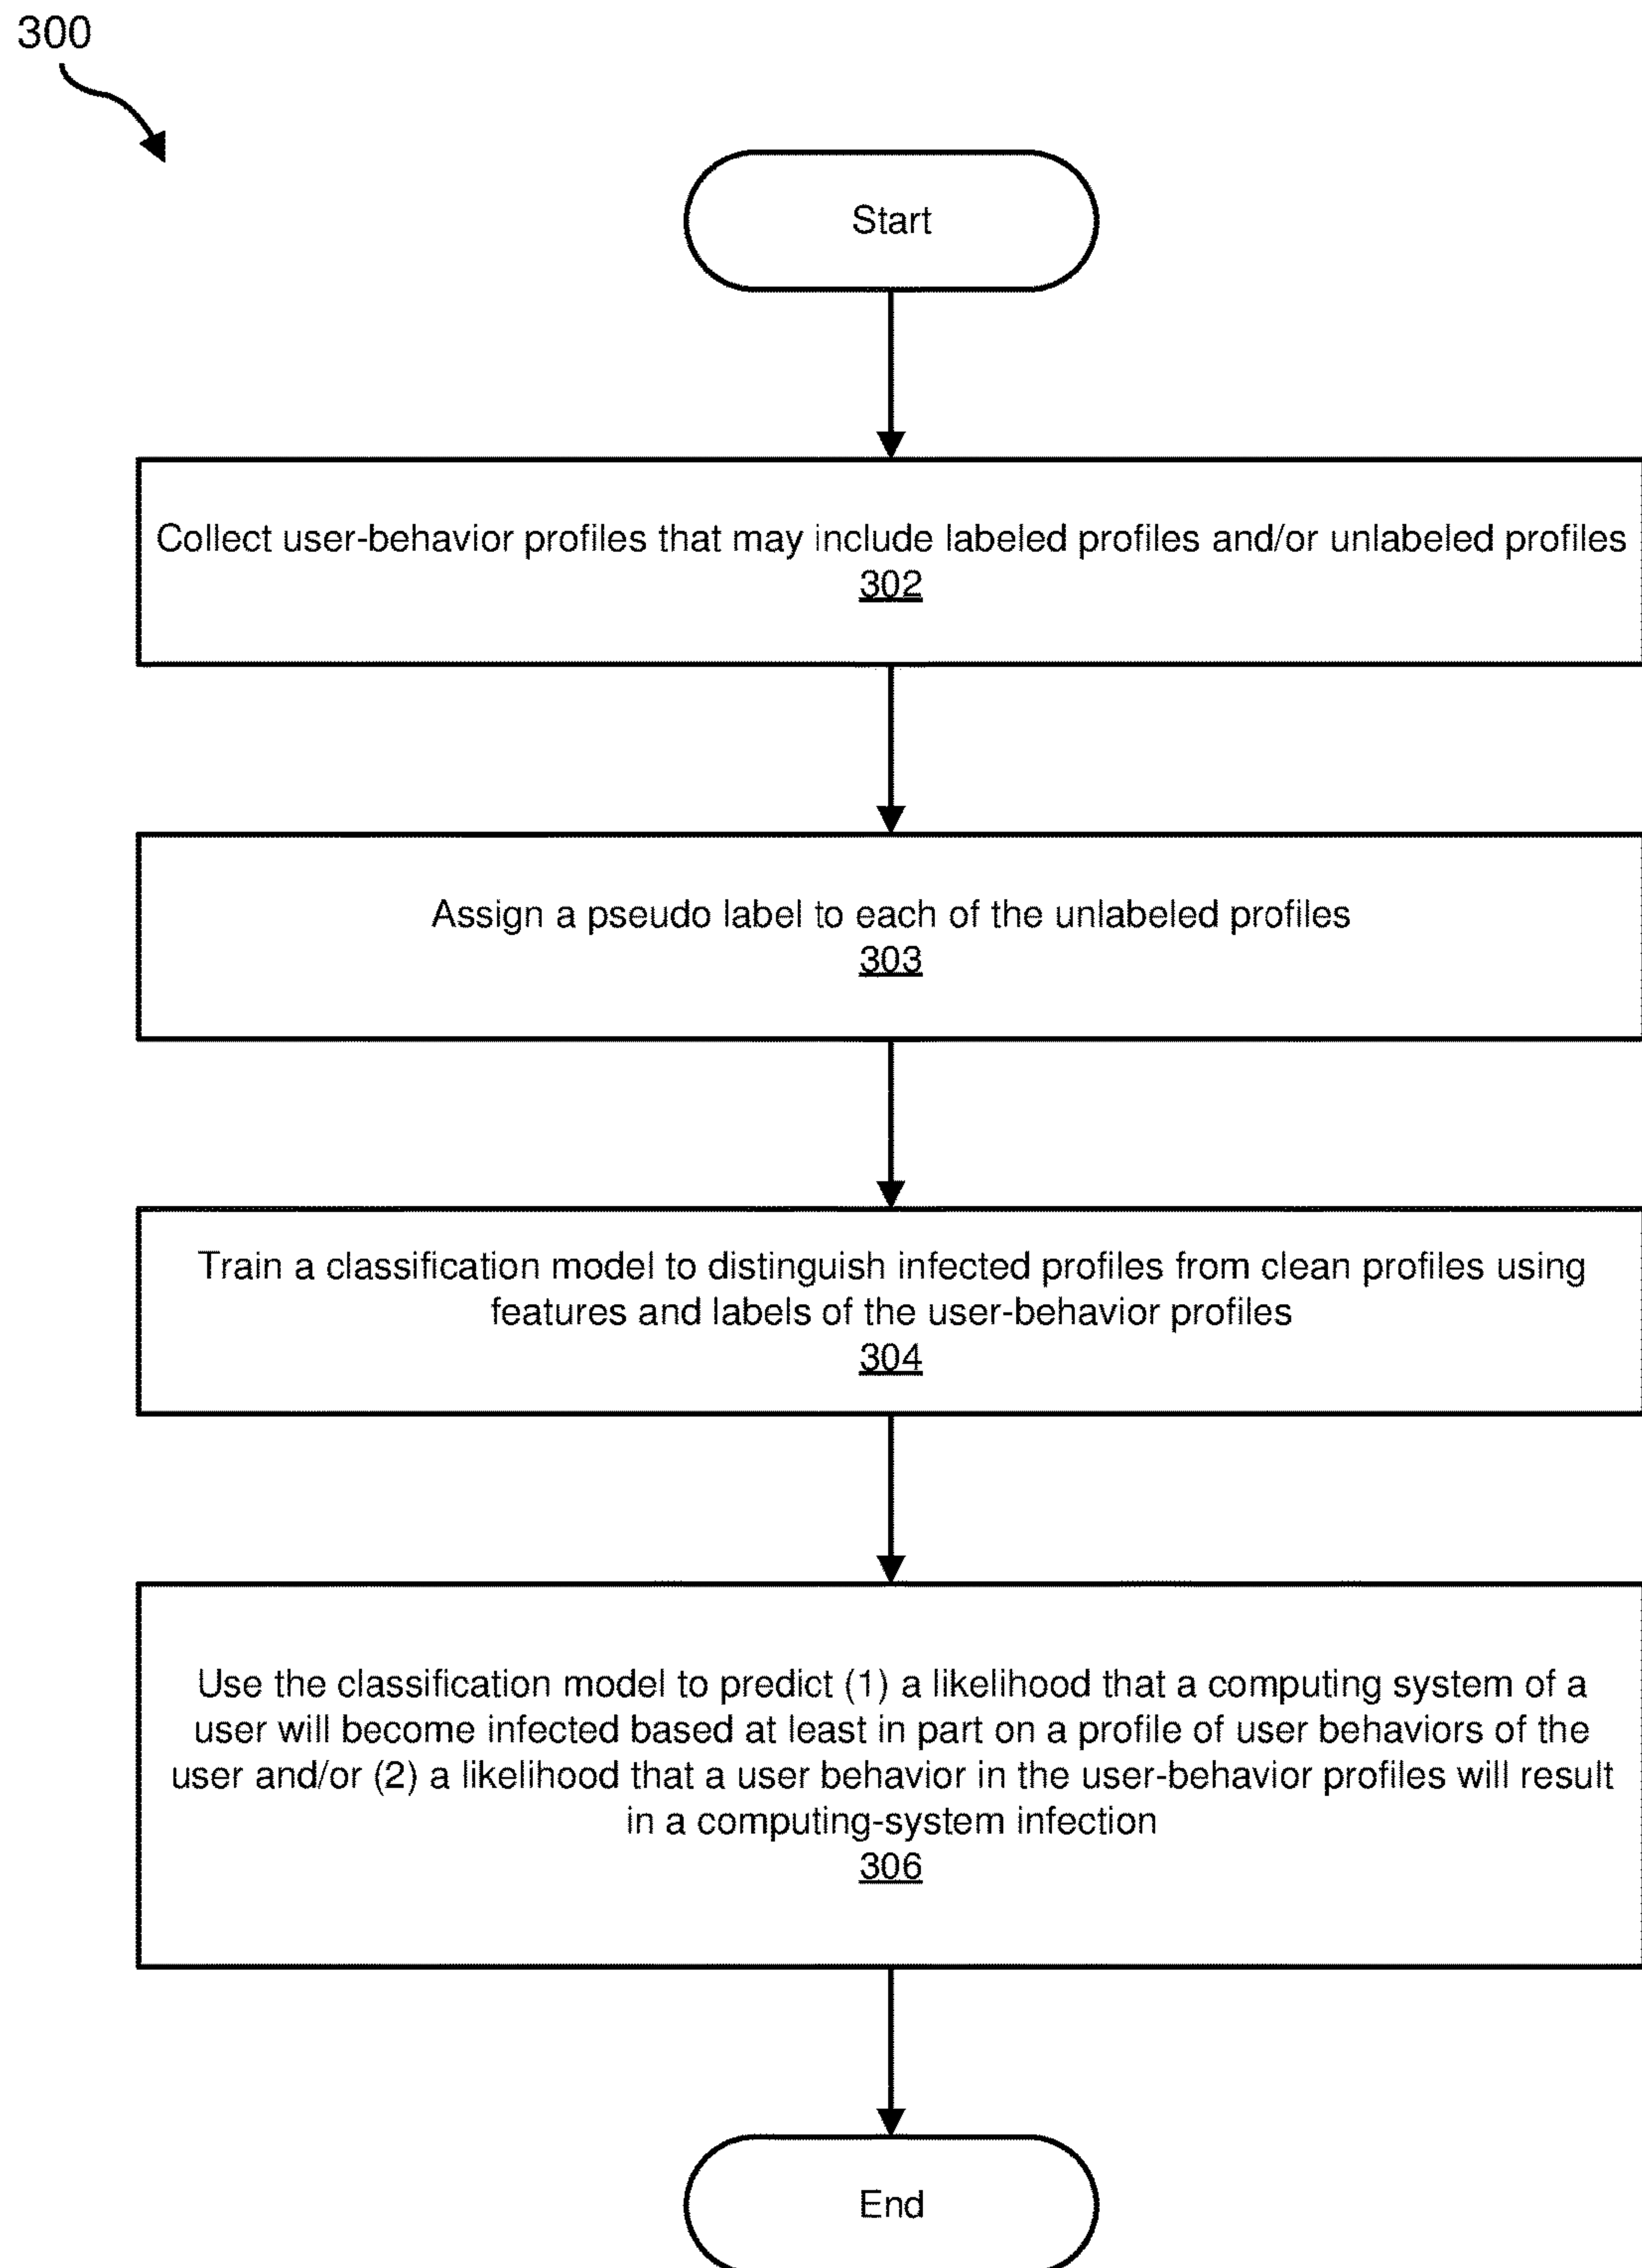 300
Start
Collect user-behavior profiles that may include labeled profiles and/or unlabeled profiles
302
Assign a pseudo label to each of the unlabeled profiles
303
Train a classification model to distinguish infected profiles from clean profiles using
features and labels of the user-behavior profiles
304
Use the classification model to predict (1) a likelihood that a computing system of a
user will become infected based at least in part on a profile of user behaviors of the
user and/or (2) a likelihood that a user behavior in the user-behavior profiles will result
in a computing-system infection
306
End